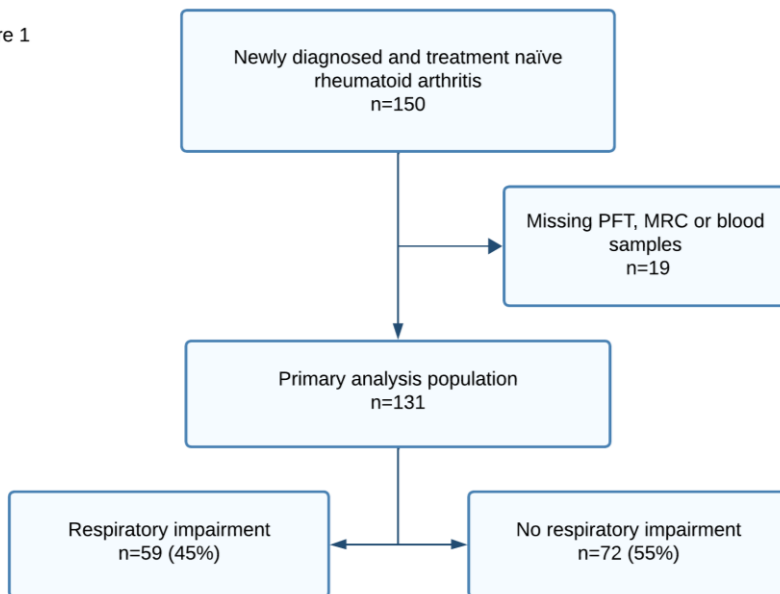 re 1
Newly diagnosed and treatment naïve
rheumatoid arthritis
n=150
Missing PFT, MRC or blood
samples
n=19
Primary analysis population
n=131
Respiratory impairment
n=59 (45%)
No respiratory impairment
n=72 (55%)